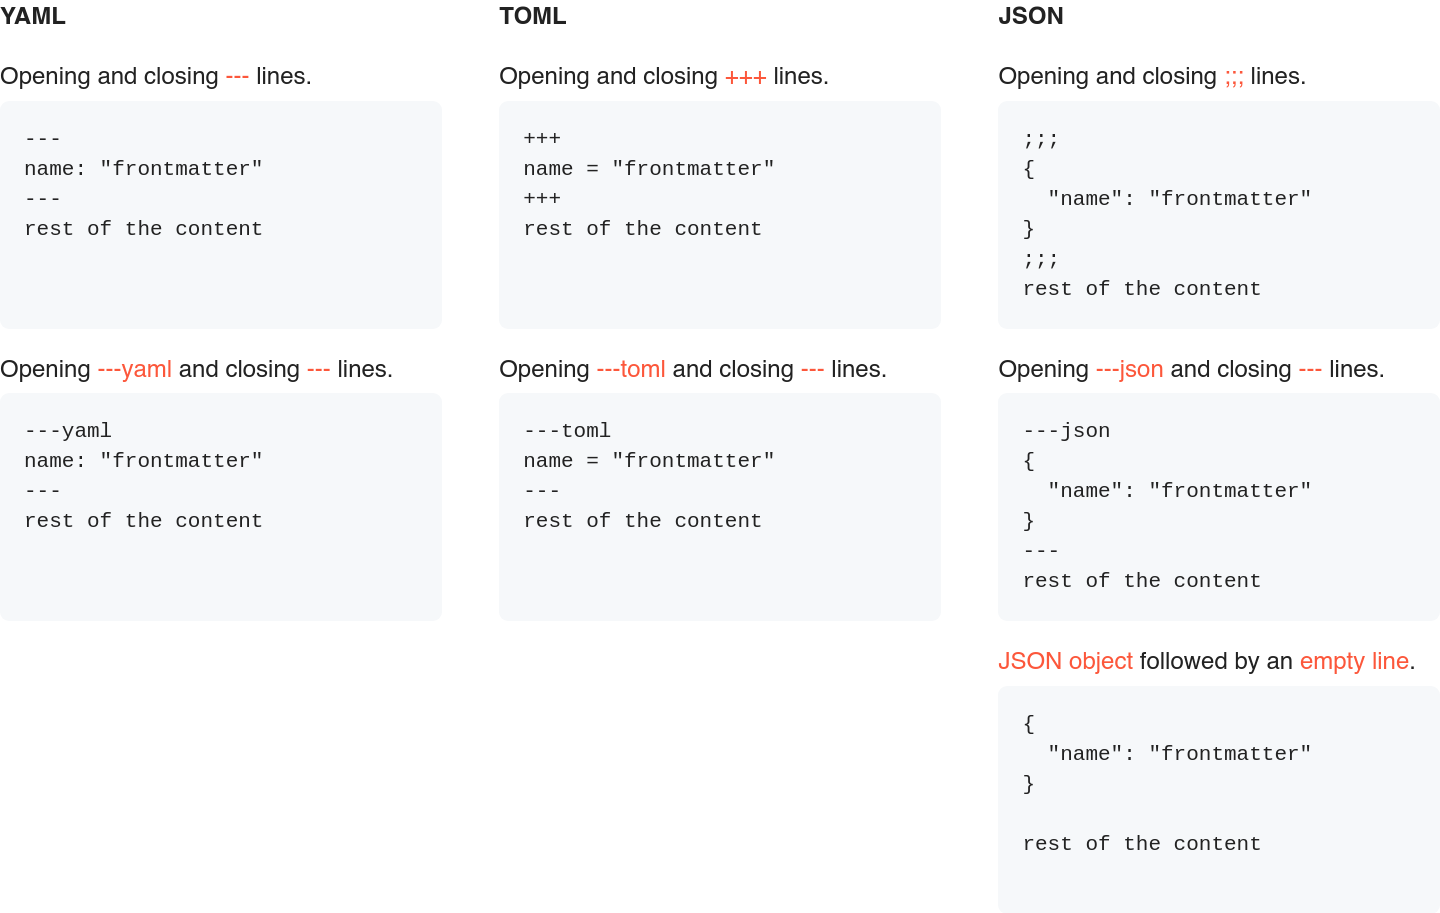 YAML
Opening and closing --- lines.
---
name: "frontmatter"
---
rest of the content
Opening ---yaml and closing --- lines.
---yaml
name: "frontmatter"
---
rest of the content
TOML
Opening and closing +++ lines.
+++
name = "frontmatter"
+++
rest of the content
Opening ---toml and closing --- lines.
---toml
name = "frontmatter"
---
rest of the content
JSON
Opening and closing ;;; lines.
;;;
{
  "name": "frontmatter"
}
;;;
rest of the content
Opening ---json and closing --- lines.
---json
{
  "name": "frontmatter"
}
---
rest of the content
JSON object followed by an empty line.
{
  "name": "frontmatter"
}

rest of the content